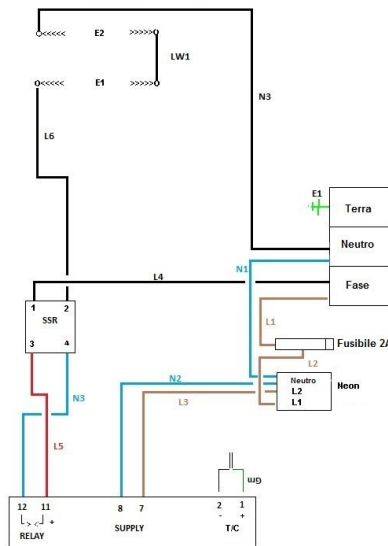 E2
<<<<<
>>>>>
LW1
E1
<<<<<
>>>>>
N3
L6
E1
Terra
Neutro
N1
L4
Fase
1
2
SSR
3
4
L1
Fusibile 2A
L2
Neutro
L2
L1
Neon
N2
L3
N3
L5
Grn
12
11
+
RELAY
8
7
SUPPLY
2
1
-
+
T/C